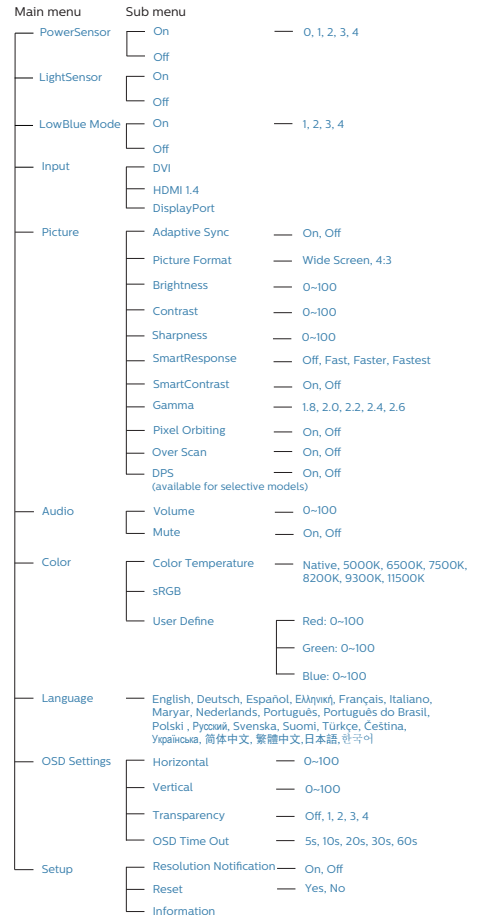 Main menu Sub menu
PowerSensor On 0, 1, 2, 3, 4
Off
LightSensor On
Off
LowBlue Mode On 1, 2, 3, 4
Off
Input DVI
HDMI 1.4
DisplayPort
Picture Adaptive Sync On, Off
Picture Format Wide Screen, 4:3
Brightness 0~100
Contrast 0~100
Sharpness 0~100
SmartResponse Off, Fast, Faster, Fastest
SmartContrast On, Off
Gamma 1.8, 2.0, 2.2, 2.4, 2.6
Pixel Orbiting On, Off
Over Scan On, Off
DPS On, Off
(available for selective models)
Audio Volume 0~100
Mute On, Off
Color Color Temperature Native, 5000K, 6500K, 7500K,
8200K, 9300K, 11500K
sRGB
User Define Red: 0~100
Green: 0~100
Blue: 0~100
Language English, Deutsch, Español, Ελληνική, Français, Italiano,
Maryar, Nederlands, Português, Português do Brasil,
Polski , Русский, Svenska, Suomi, Türkçe, Čeština,
Українська, 简体中文, 繁體中文,日本語,한국어
OSD Settings Horizontal 0~100
Vertical 0~100
Transparency Off, 1, 2, 3, 4
OSD Time Out 5s, 10s, 20s, 30s, 60s
Setup Resolution Notification On, Off
Reset Yes, No
Information